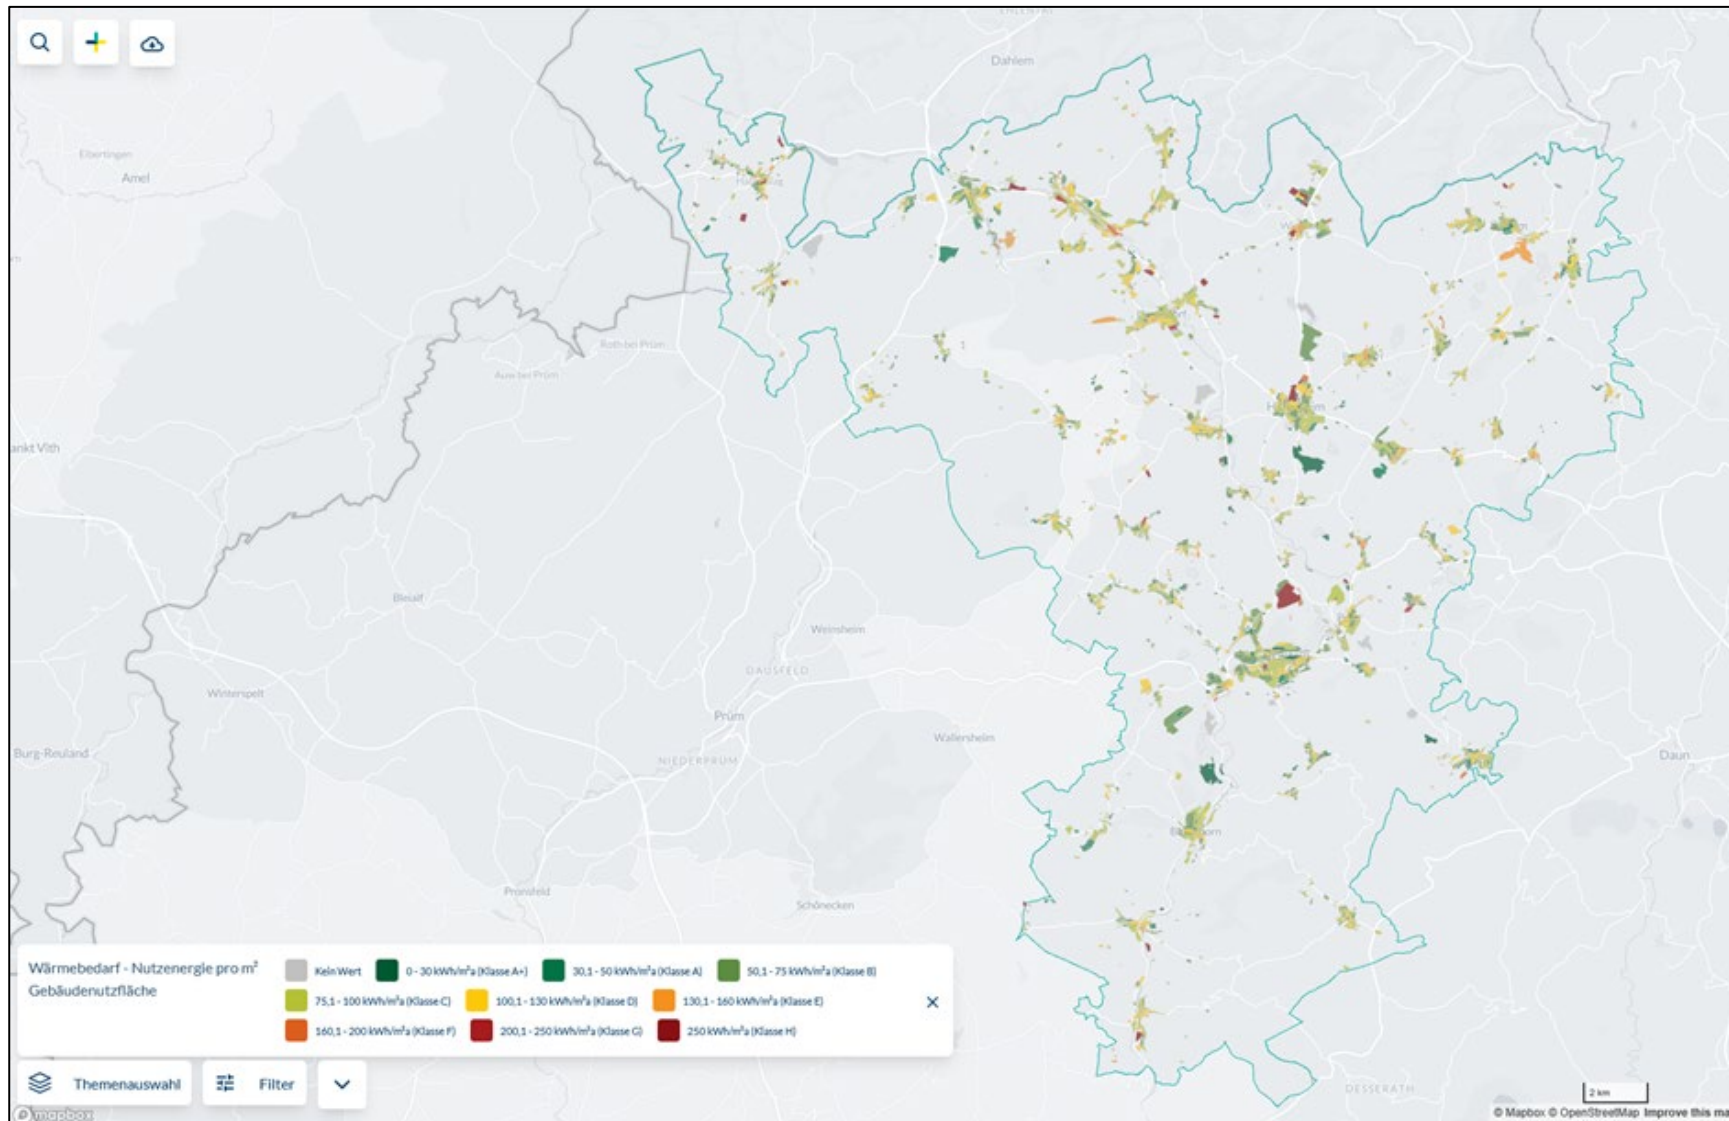 Dahlem
Elbertingen
Amel
Roth bei Prüm
Auw bei Prüm
ankt Vith
Bleialf
Weinsheim
DAUSFELD
Winterspelt
Prüm
Wallersheim
NIEDERPRÜM
Burg-Reuland
Daun
Pronsfeld
Schönecken
DESSERATH
Wärmebedarf - Nutzenergie pro m²
Gebäudenutzfläche
Kein Wert
0 - 30 kWh/m²a (Klasse A+)
30,1 - 50 kWh/m²a (Klasse A)
50,1 - 75 kWh/m²a (Klasse B)
75,1 - 100 kWh/m²a (Klasse C)
100,1 - 130 kWh/m²a (Klasse D)
130,1 - 160 kWh/m²a (Klasse E)
160,1 - 200 kWh/m²a (Klasse F)
200,1 - 250 kWh/m²a (Klasse G)
250 kWh/m²a (Klasse H)
Themenauswahl
Filter
2 km
mapbox
© Mapbox © OpenStreetMap Improve this ma